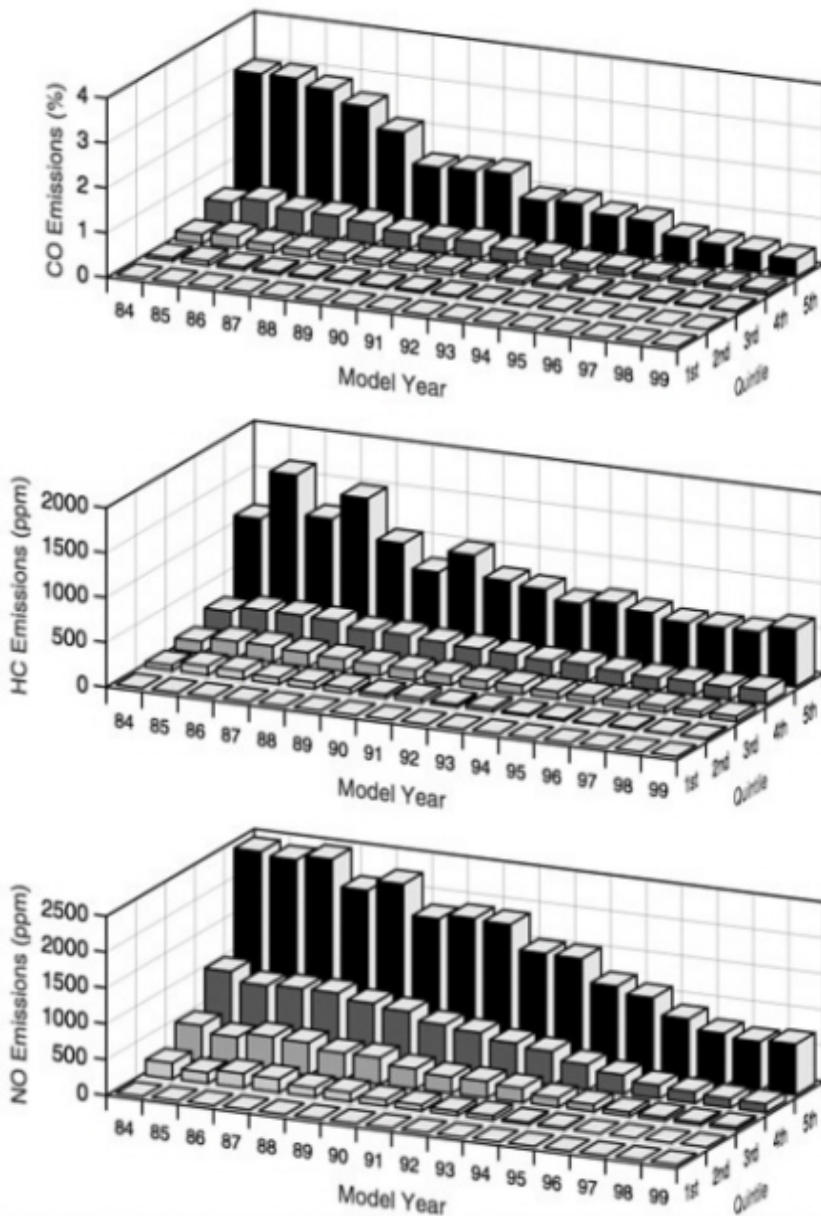 CO Emissions (%)
4
3
2
1
0
84 85 86 87 88 89 90 91 92 93 94 95 96 97 98 99
1st 2nd 3rd 4th 5th
Model Year
Quintile
HC Emissions (ppm)
2000
1500
1000
500
0
84 85 86 87 88 89 90 91 92 93 94 95 96 97 98 99
1st 2nd 3rd 4th 5th
Model Year
Quintile
NO Emissions (ppm)
2500
2000
1500
1000
500
0
84 85 86 87 88 89 90 91 92 93 94 95 96 97 98 99
1st 2nd 3rd 4th 5th
Model Year
Quintile